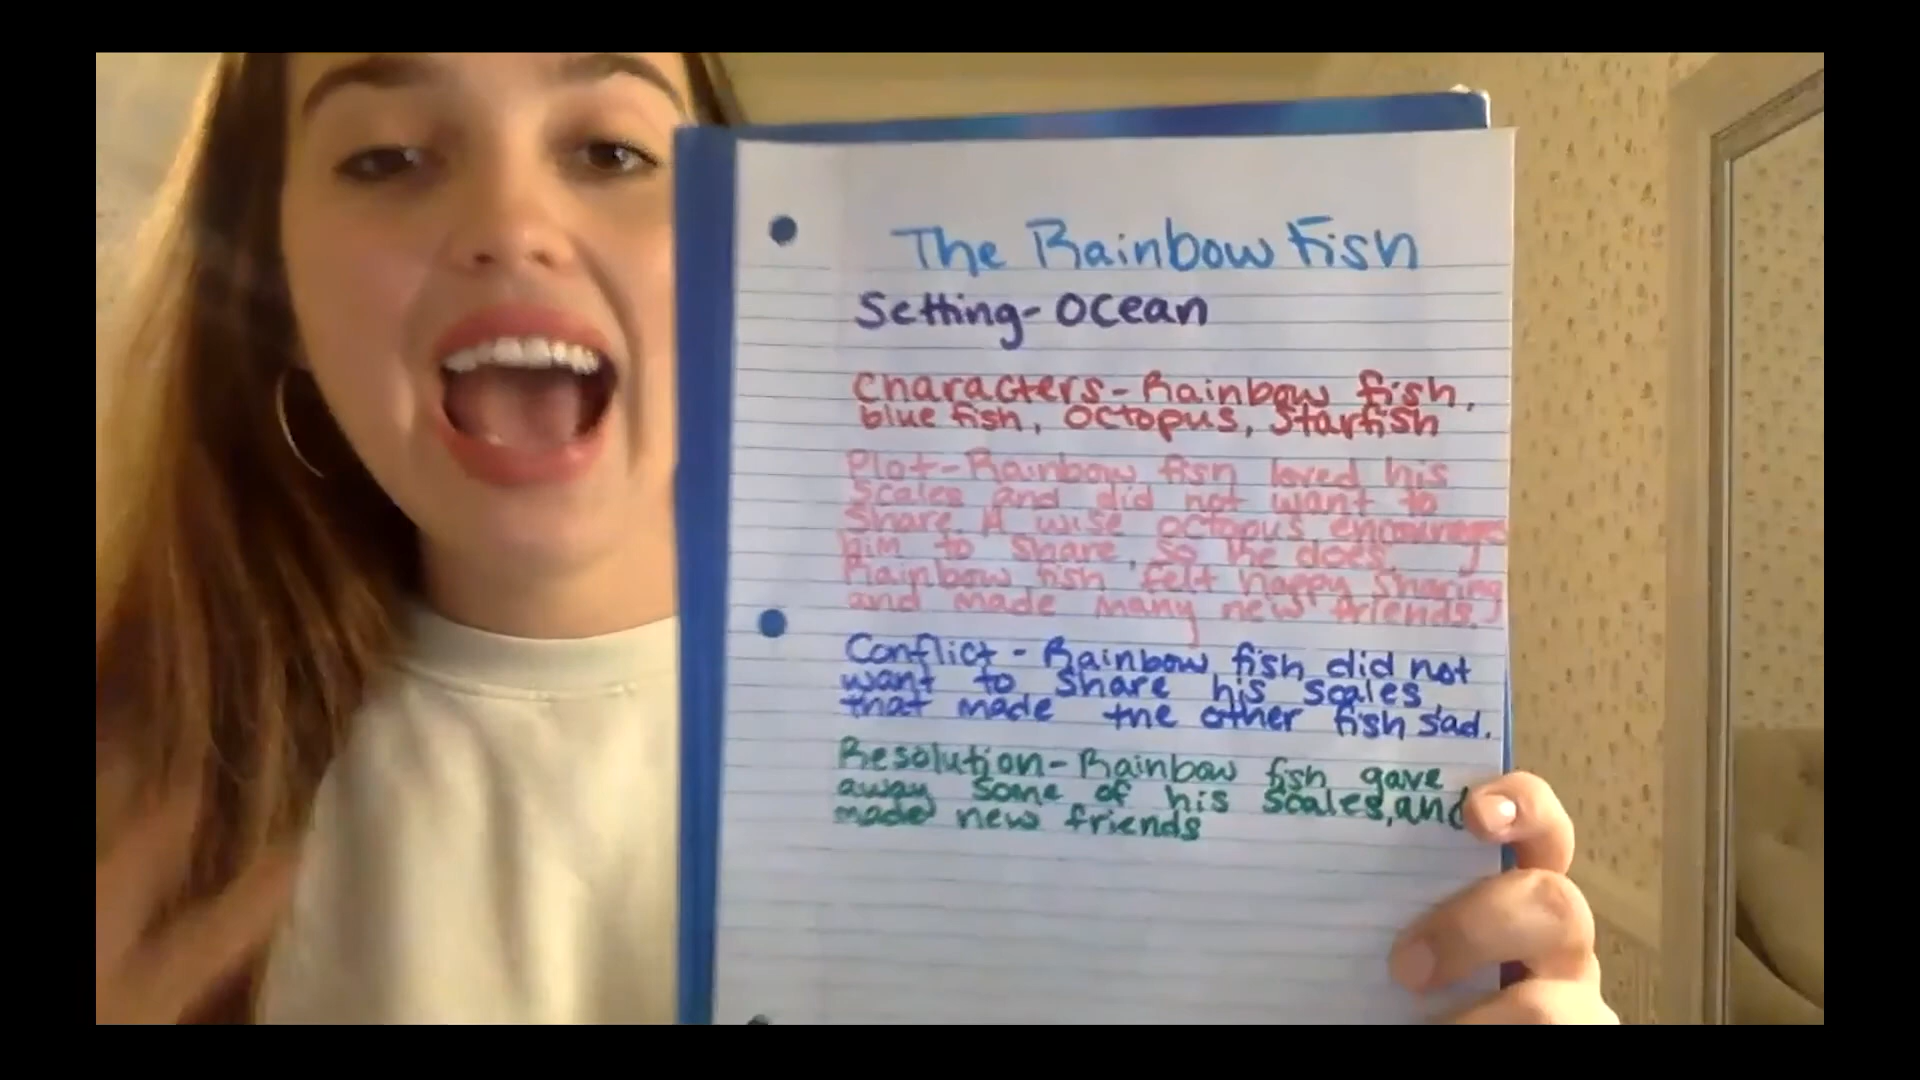 The Rainbow Fish
Setting- Ocean
Characters- Rainbow fish,
blue fish, octopus, Starfish
Plot- Rainbow fish loved his
scales and did not want to
share. A wise octopus encourages
him to share, so he does.
Rainbow fish felt happy sharing
and made many new friends.
Conflict - Rainbow fish did not
want to share his scales,
that made the other fish sad.
Resolution- Rainbow fish gave
away some of his scales, and
made new friends